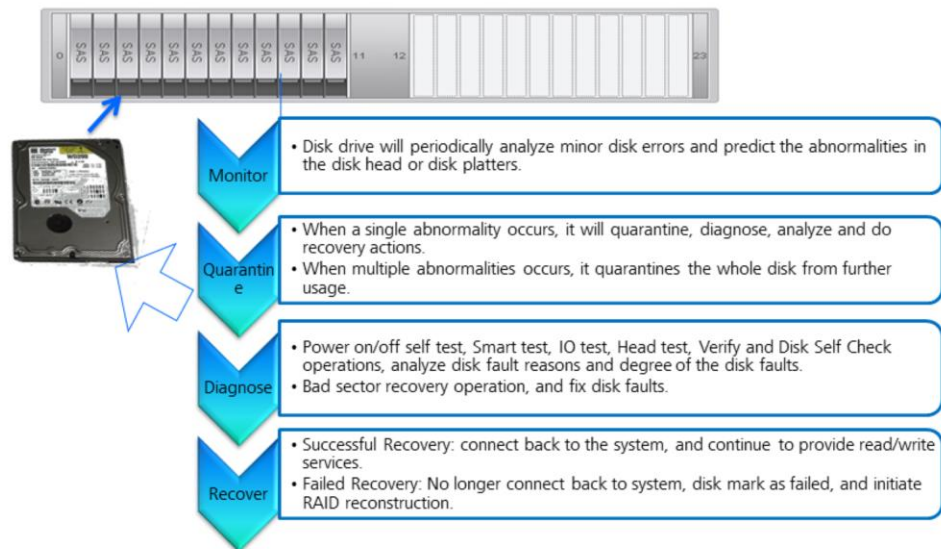 0
SAS SAS SAS SAS SAS SAS SAS SAS SAS SAS SAS SAS
11
12
23
Monitor
• Disk drive will periodically analyze minor disk errors and predict the abnormalities in
the disk head or disk platters.
Quarantin
e
• When a single abnormality occurs, it will quarantine, diagnose, analyze and do
recovery actions.
• When multiple abnormalities occurs, it quarantines the whole disk from further
usage.
Diagnose
• Power on/off self test, Smart test, IO test, Head test, Verify and Disk Self Check
operations, analyze disk fault reasons and degree of the disk faults.
• Bad sector recovery operation, and fix disk faults.
Recover
• Successful Recovery: connect back to the system, and continue to provide read/write
services.
• Failed Recovery: No longer connect back to system, disk mark as failed, and initiate
RAID reconstruction.